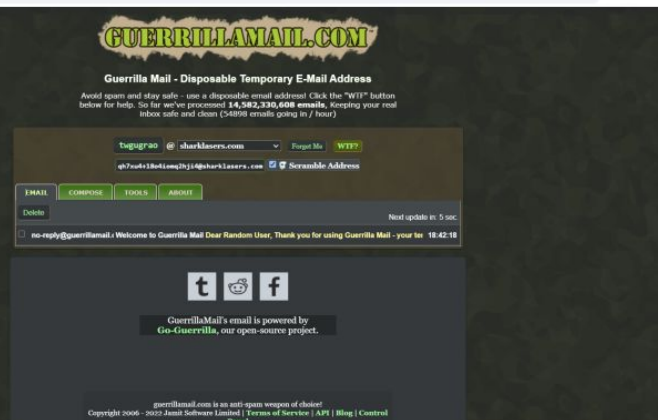 GUERRILLAMAIL.COM
Guerrilla Mail - Disposable Temporary E-Mail Address
Avoid spam and stay safe - use a disposable email address! Click the "WTF" button
below for help. So far we've processed 14,582,330,608 emails, Keeping your real
inbox safe and clean (54898 emails going in / hour)
twgugrao @ sharklasers.com Forget Me WTF?
Scramble Address
EMAIL COMPOSE TOOLS ABOUT
Delete
Next update in: 5 sec.
no-reply@guerrillamail.c Welcome to Guerrilla Mail Dear Random User, Thank you for using Guerrilla Mail - your te 18:42:18
t f
GuerrillaMail's email is powered by
Go-Guerrilla, our open-source project.
guerrillamail.com is an anti-spam weapon of choice!
Copyright 2006 - 2022 Jamit Software Limited | Terms of Service | API | Blog | Control